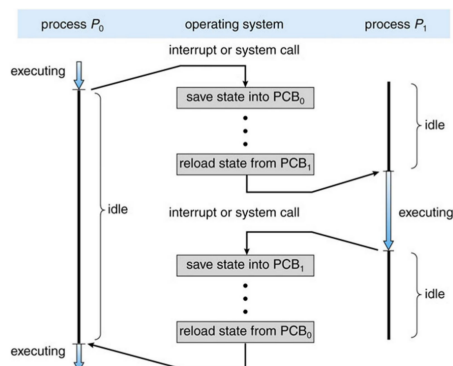 process P0 operating system process P1
interrupt or system call
executing
save state into PCB0
idle
reload state from PCB1
idle
interrupt or system call
executing
save state into PCB1
idle
reload state from PCB0
executing